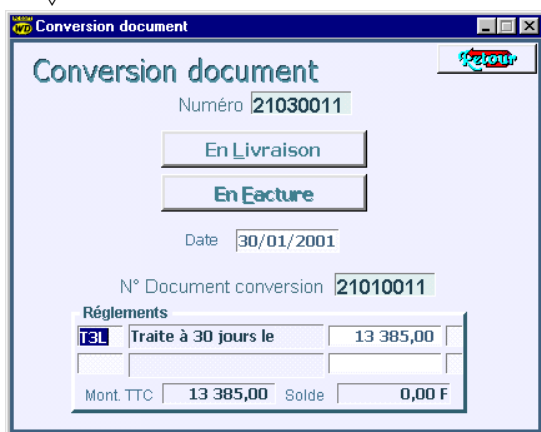 WD Conversion document
Retour
Conversion document
Numéro 21030011
En Livraison
En Facture
Date 30/01/2001
N° Document conversion 21010011
Réglements
T3L Traite à 30 jours le 13 385,00
Mont. TTC 13 385,00 Solde 0,00 F